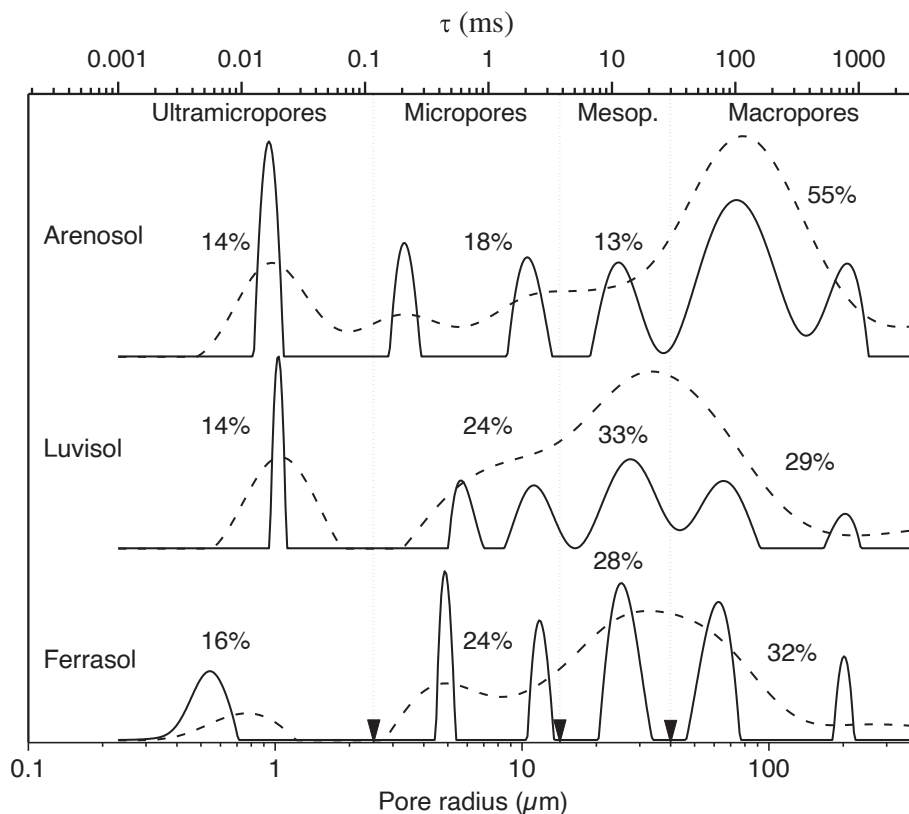 τ (ms)
0.001 0.01 0.1 1 10 100 1000
Ultramicropores Micropores Mesop. Macropores
Arenosol 14% 18% 13% 55%
Luvisol 14% 24% 33% 29%
Ferrasol 16% 24% 28% 32%
0.1 1 10 100
Pore radius (µm)